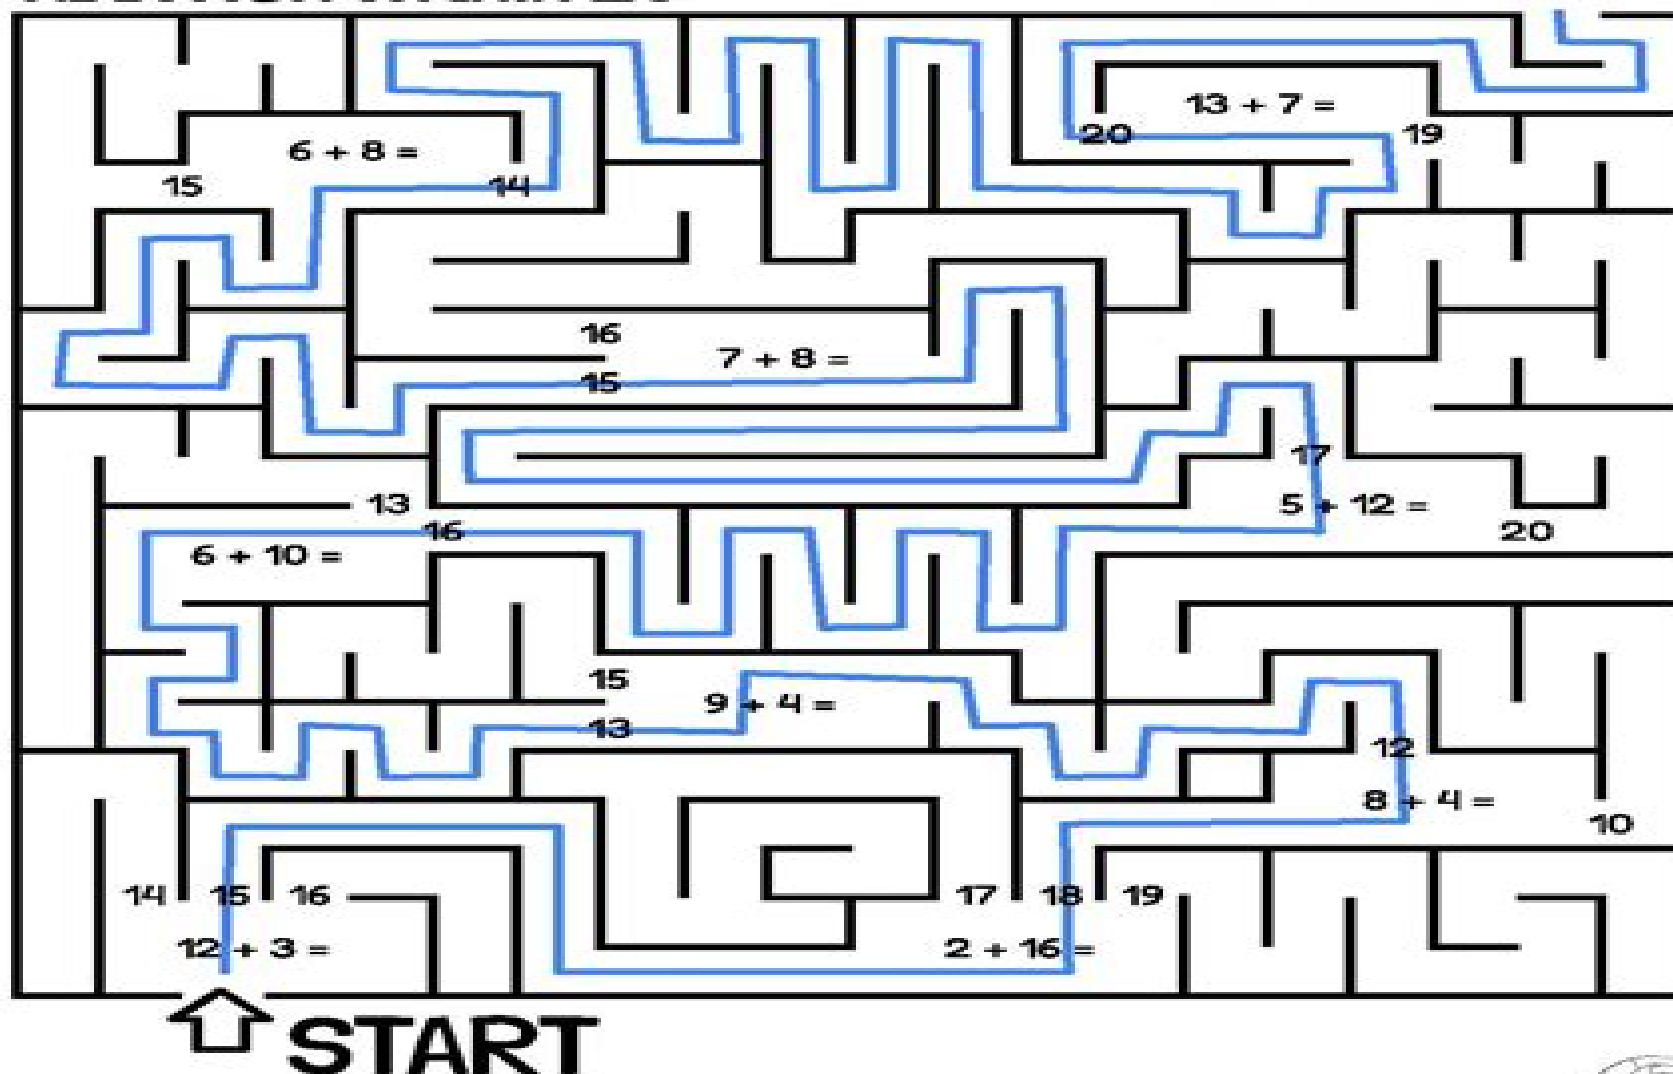 13 + 7 =
20 19
6 + 8 =
15 14
16
7 + 8 =
15
17
13 5 + 12 =
16 20
6 + 10 =
15
9 + 4 =
13
12
8 + 4 =
10
14 15 16 17 18 19
12 + 3 = 2 + 16 =
START